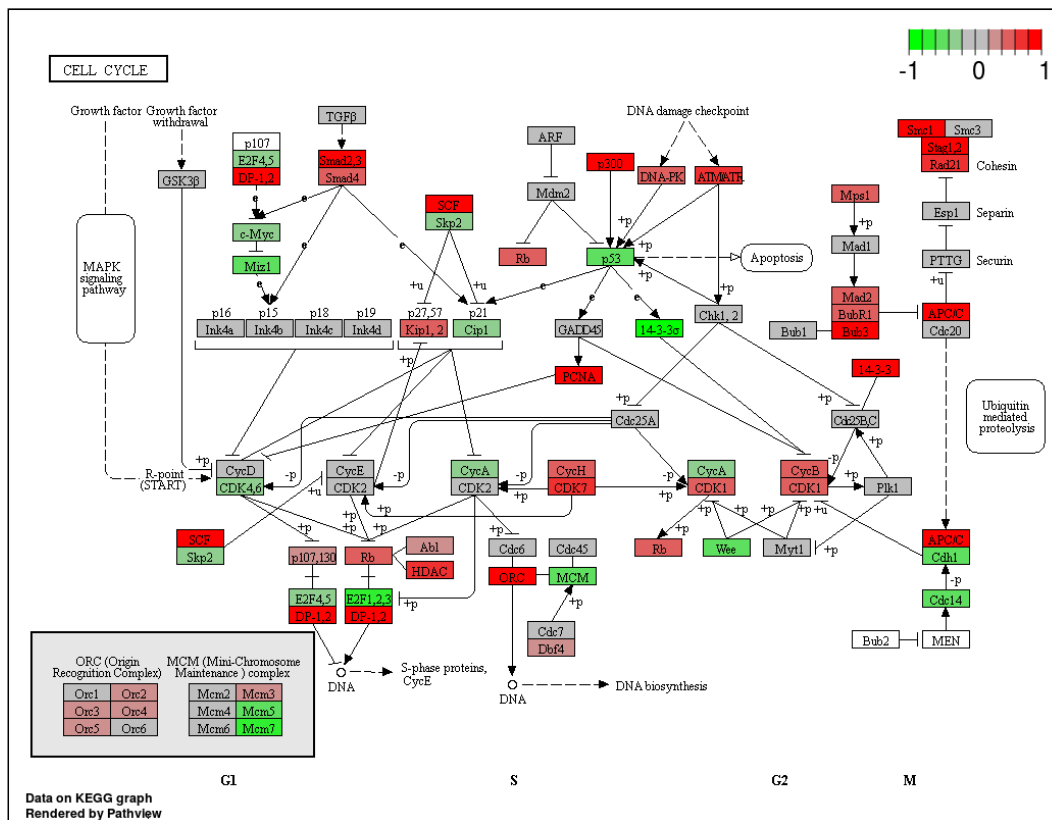 -1 0 1
CELL CYCLE
Growth factor
Growth factor
withdrawal
TGFβ
DNA damage checkpoint
Smc1 Smc3
Stag1,2
Rad21
Cohesin
p107
E2F4,5
DP-1,2
ARF
p300
Smad2,3
Smad4
GSK3β
DNA-PK
ATM/ATR
Mps1
Mdm2
SCF
Skp2
e
e
e
c-Myc
Esp1
Separin
+p
+p
+p
Mad1
MAPK
signaling
pathway
Miz1
Rb
p53
+p
Apoptosis
PTTG
Securin
e
e
+u
+u
e
e
+p
+u
Mad2
BubR1
Bub3
Bub1
APC/C
Cdc20
p16
Ink4a
p15
Ink4b
p18
Ink4c
p19
Ink4d
p27,57
Kip1, 2
p21
Cip1
GADD45
14-3-3σ
Chk1, 2
+p
PCNA
14-3-3
+p
+p
Cdc25A
Cdc25B,C
Ubiquitin
mediated
proteolysis
R-point
(START)
+p
CycD
CDK4,6
-p
+u
CycE
CDK2
-p
CycA
CDK2
-p
+p
CycH
CDK7
-p
+p
CycA
CDK1
CycB
CDK1
-p
+p
+p
Plk1
+p
+p
+p
+p
+p
+p
+p
+p
+p
+u
SCF
Skp2
p107,130
Rb
Abl
HDAC
Cdc6
Cdc45
Rb
Wee
Myt1
+p
APC/C
Cdh1
ORC
MCM
-p
E2F4,5
DP-1,2
E2F1,2,3
DP-1,2
+p
+p
Cdc14
Cdc7
Dbf4
Bub2
MEN
DNA
S-phase proteins,
CycE
DNA
DNA biosynthesis
ORC (Origin
Recognition Complex)
MCM (Mini-Chromosome
Maintenance ) complex
Orc1 Orc2 Mcm2 Mcm3
Orc3 Orc4 Mcm4 Mcm5
Orc5 Orc6 Mcm6 Mcm7
G1 S G2 M
Data on KEGG graph
Rendered by Pathview